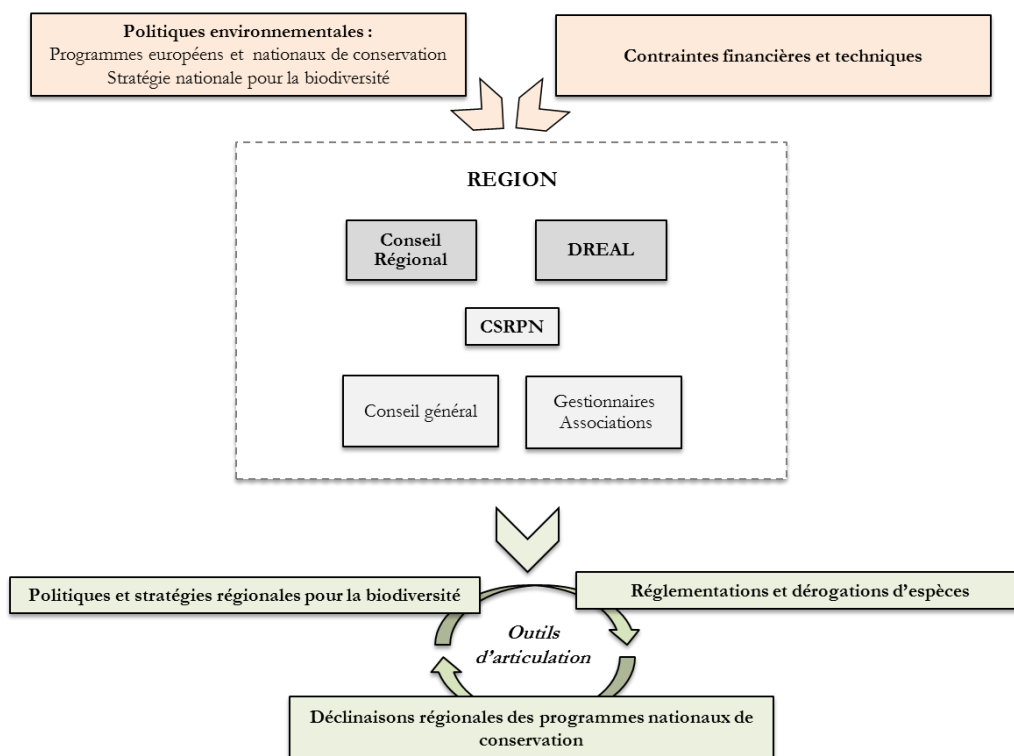 Politiques environnementales :
Programmes européens et nationaux de conservation
Stratégie nationale pour la biodiversité
Contraintes financières et techniques
REGION
Conseil
Régional
DREAL
CSRPN
Conseil général
Gestionnaires
Associations
Politiques et stratégies régionales pour la biodiversité
Réglementations et dérogations d'espèces
Outils
d'articulation
Déclinaisons régionales des programmes nationaux de
conservation